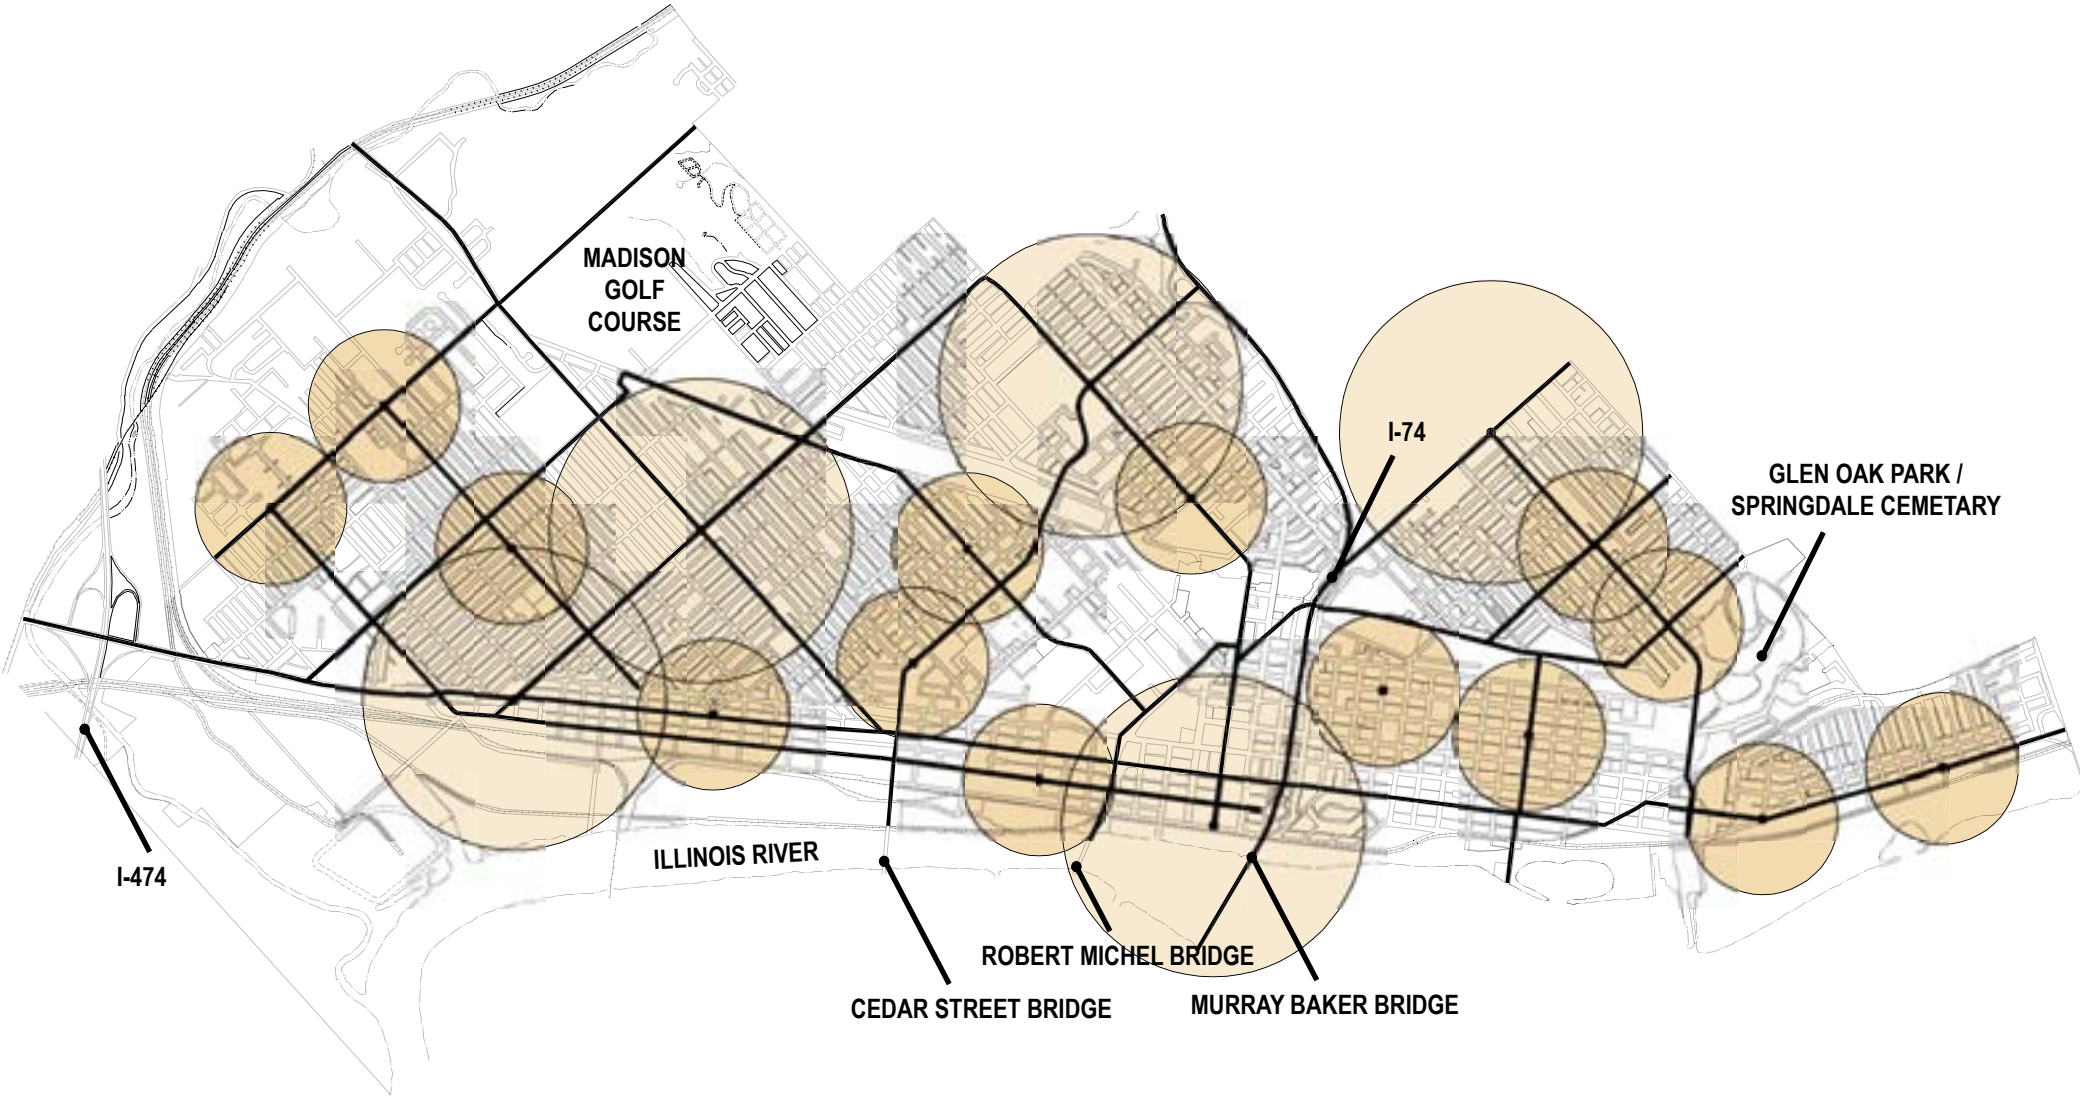 MADISON
GOLF
COURSE
I-74
GLEN OAK PARK /
SPRINGDALE CEMETARY
ILLINOIS RIVER
I-474
ROBERT MICHEL BRIDGE
CEDAR STREET BRIDGE
MURRAY BAKER BRIDGE